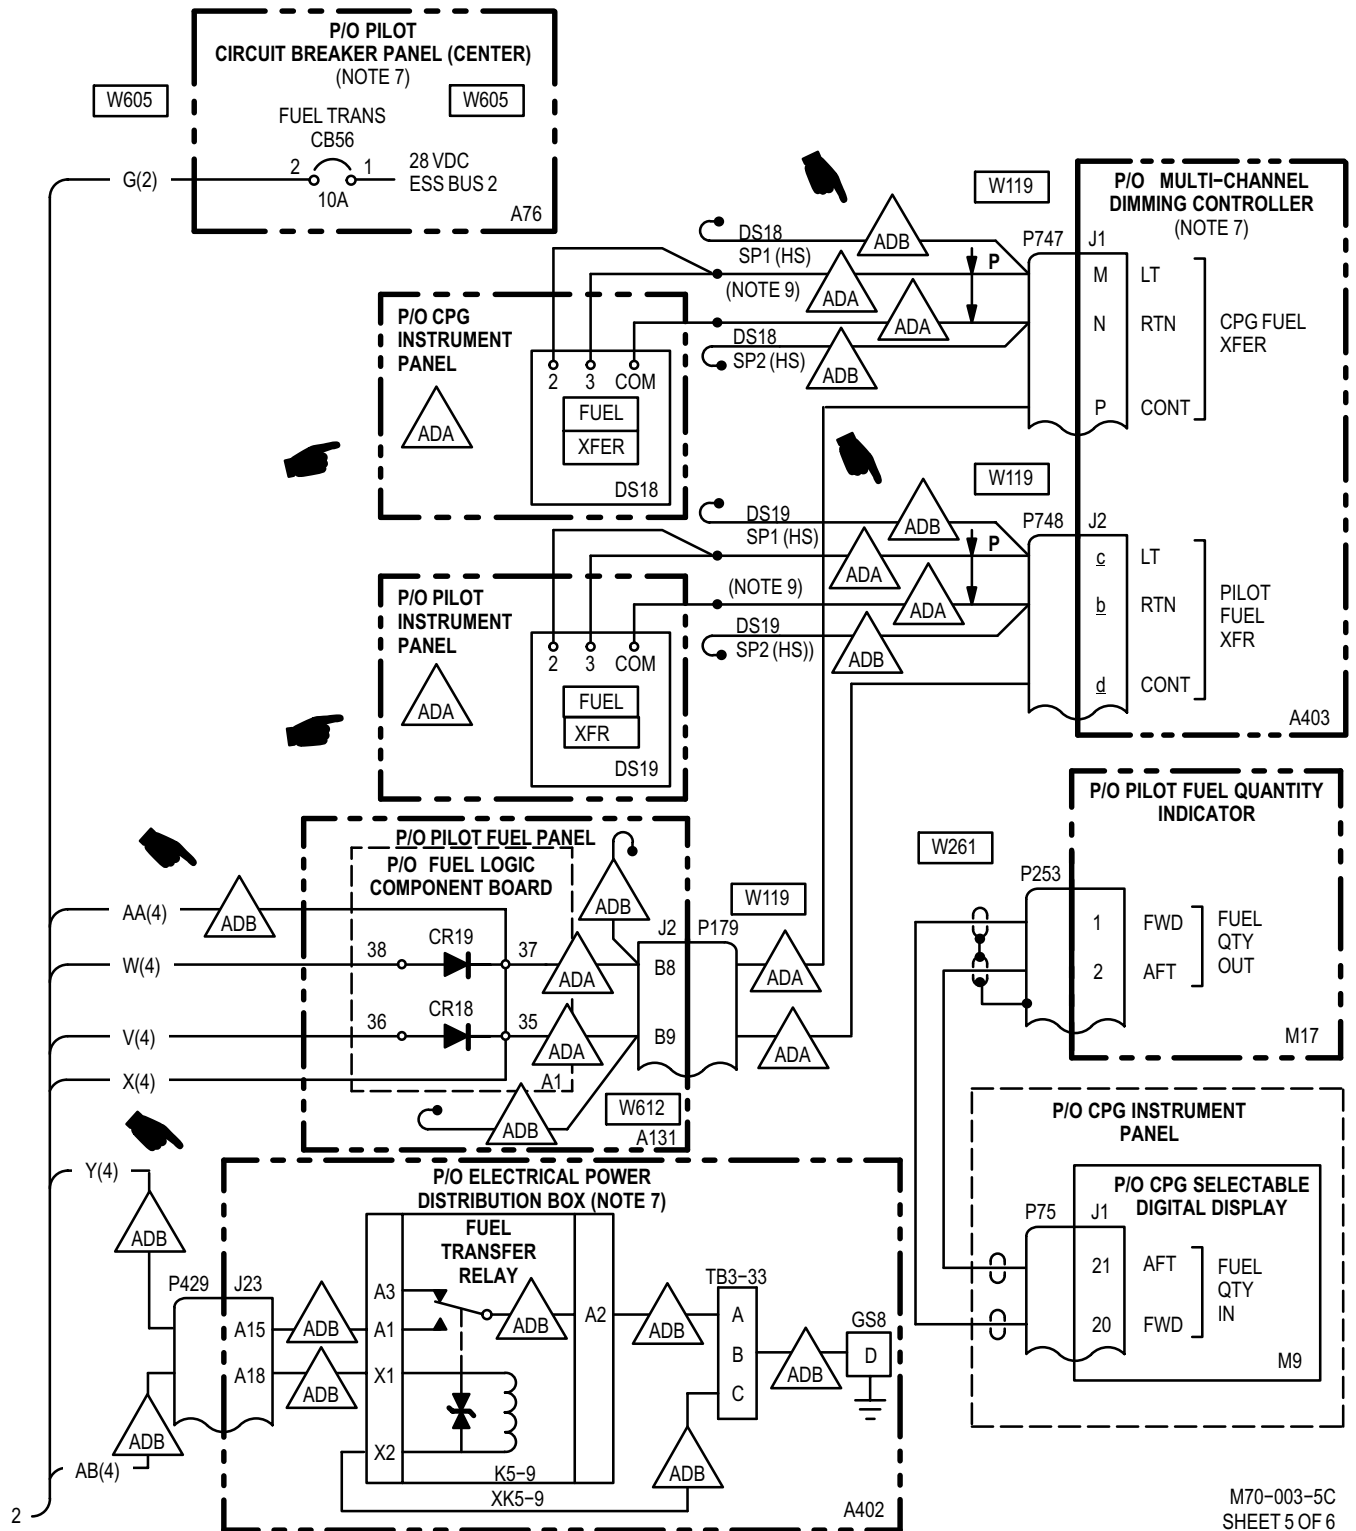 P/O PILOT
CIRCUIT BREAKER PANEL (CENTER)
(NOTE 7)
W605
W605
FUEL TRANS
CB56
2
1
28 VDC
ESS BUS 2
10A
A76
G(2)
W119
P/O MULTI−CHANNEL
DIMMING CONTROLLER
(NOTE 7)
P747
J1
DS18
SP1 (HS)
ADB
P
M
LT
(NOTE 9)
ADA
ADA
N
RTN
CPG FUEL
XFER
DS18
SP2 (HS)
ADB
P
CONT
P/O CPG
INSTRUMENT
PANEL
ADA
2
3
COM
FUEL
XFER
DS18
W119
P748
J2
DS19
SP1 (HS)
ADB
P
c
LT
ADA
(NOTE 9)
ADA
b
RTN
PILOT
FUEL
XFR
DS19
SP2 (HS))
ADB
d
CONT
A403
P/O PILOT
INSTRUMENT
PANEL
ADA
2
3
COM
FUEL
XFR
DS19
P/O PILOT FUEL PANEL
P/O FUEL LOGIC
COMPONENT BOARD
AA(4)
ADB
ADB
J2
P179
W119
W(4)
38
CR19
37
ADA
B8
ADA
V(4)
36
CR18
35
ADA
B9
ADA
X(4)
A1
ADB
W612
A131
P/O PILOT FUEL QUANTITY
INDICATOR
W261
P253
1
FWD
2
AFT
FUEL
QTY
OUT
M17
P/O CPG INSTRUMENT
PANEL
P/O CPG SELECTABLE
DIGITAL DISPLAY
P75
J1
21
AFT
20
FWD
FUEL
QTY
IN
M9
Y(4)
ADB
P/O ELECTRICAL POWER
DISTRIBUTION BOX (NOTE 7)
FUEL
TRANSFER
RELAY
P429
J23
A15
ADB
A3
A1
ADB
A2
ADB
TB3−33
A
B
C
ADB
GS8
D
A18
ADB
X1
X2
ADB
AB(4)
ADB
K5−9
XK5−9
A402
2
M70−003−5C
SHEET 5 OF 6